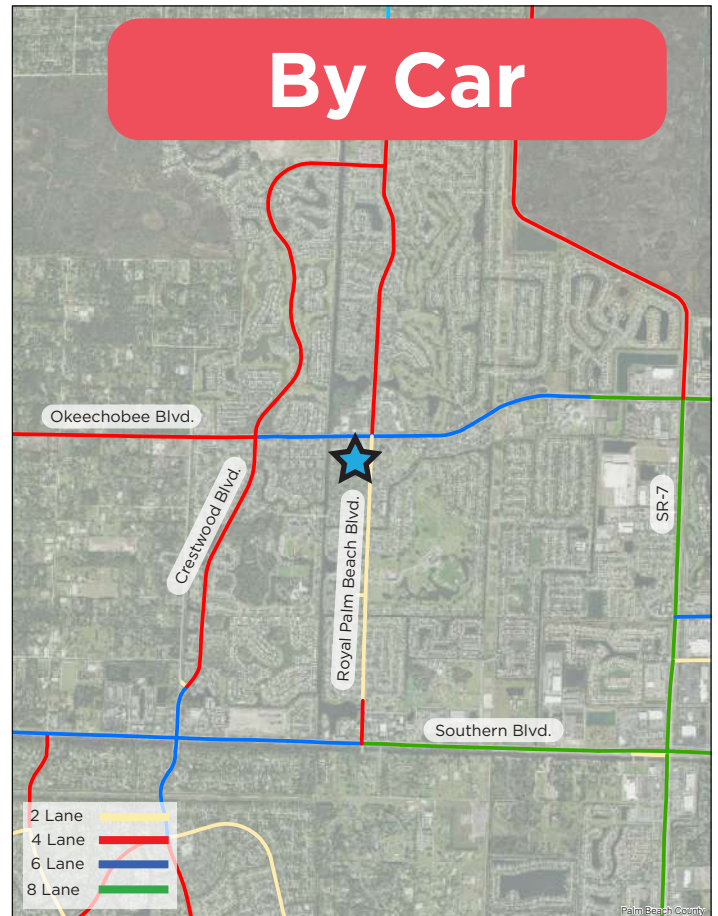 By Car
Okeechobee Blvd.
Crestwood Blvd.
Royal Palm Beach Blvd.
SR-7
Southern Blvd.
2 Lane
4 Lane
6 Lane
8 Lane
Palm Beach County